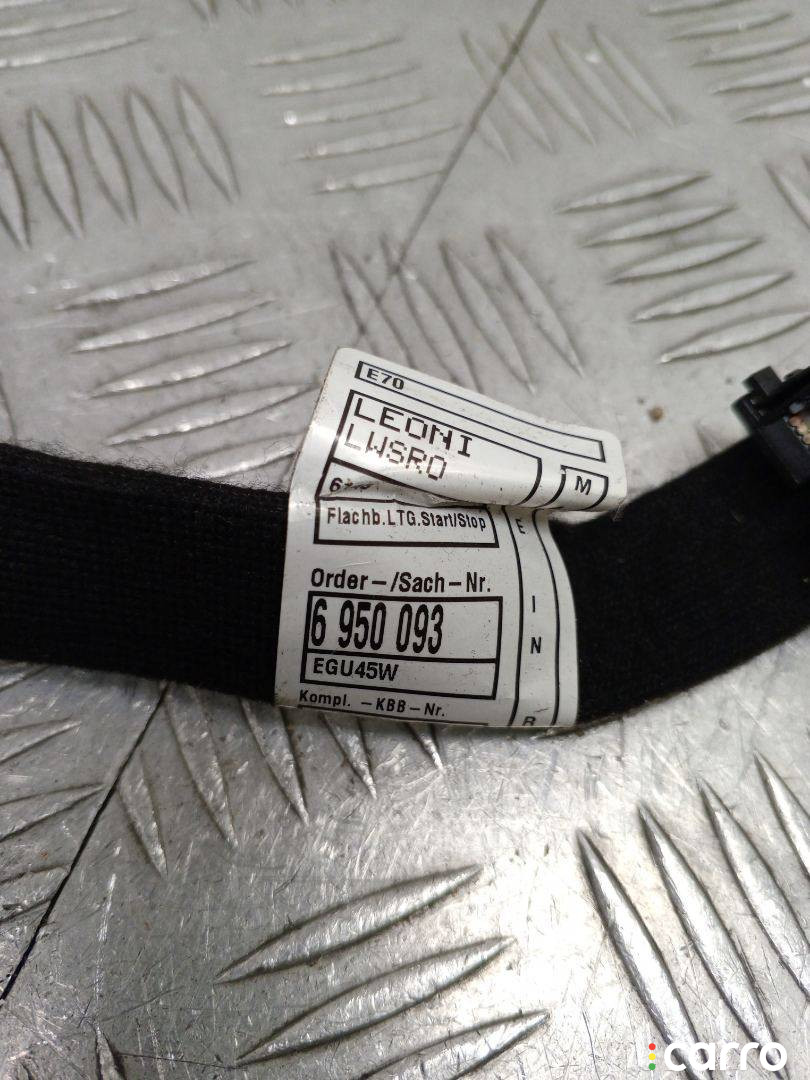 E70
LEONI
LWSRO
M
Flachb.LTG.Start/Stop
E
Order-/Sach-Nr.
6 950 093
I
N
EGU45W
Kompl. -KBB-Nr.
R
carro